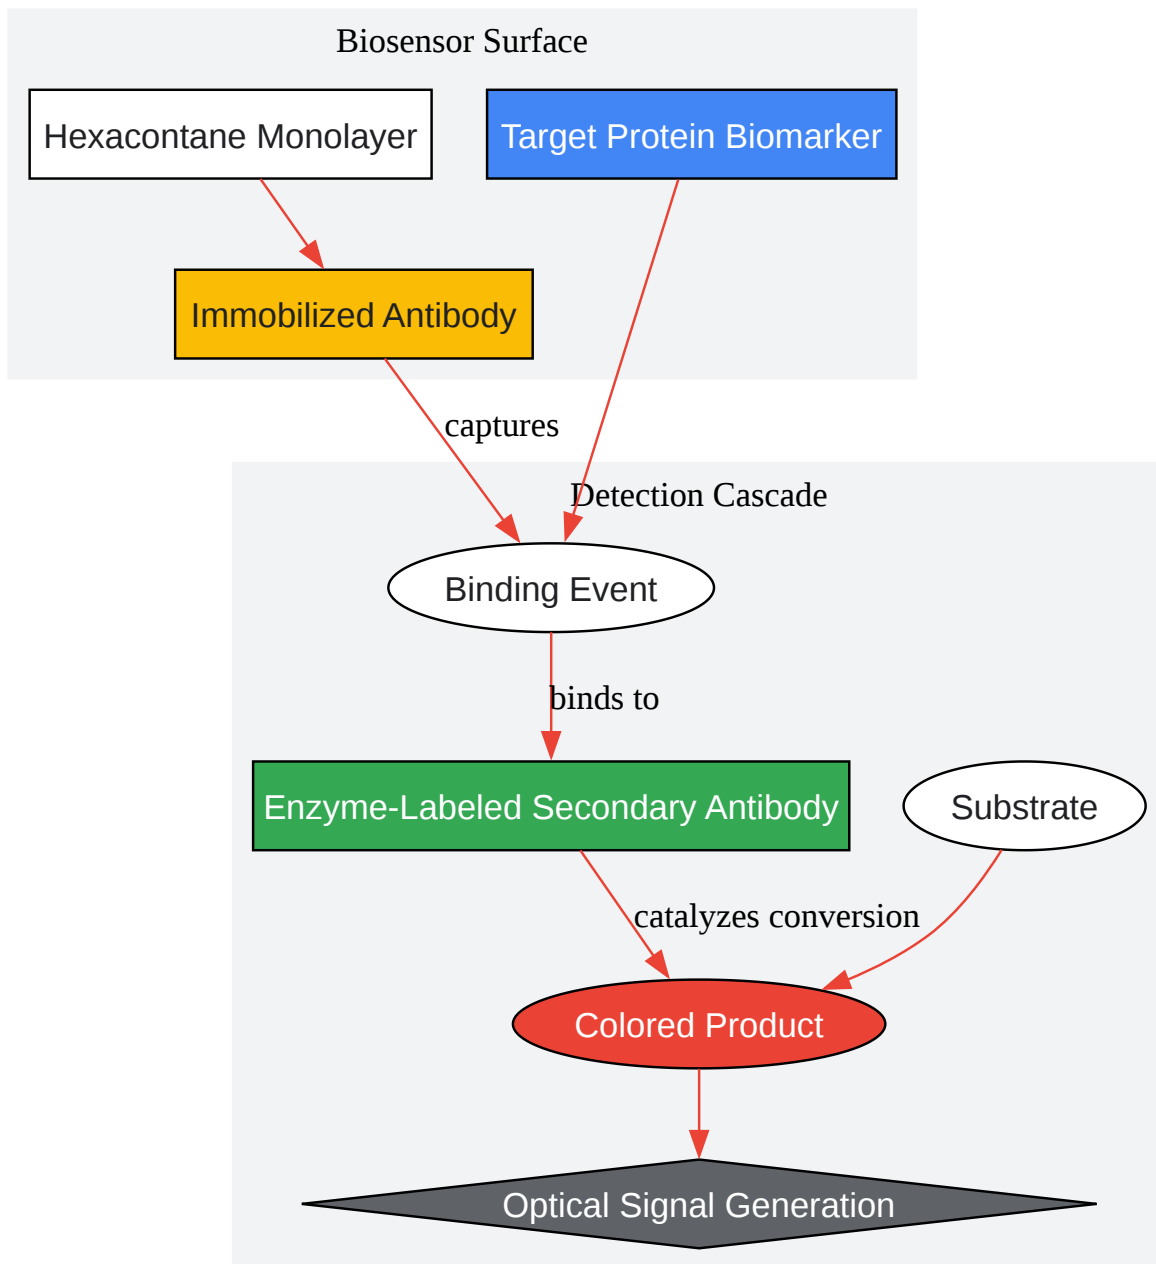 Biosensor Surface
Hexacontane Monolayer
Target Protein Biomarker
Immobilized Antibody
captures
Detection Cascade
Binding Event
binds to
Enzyme-Labeled Secondary Antibody
Substrate
catalyzes conversion
Colored Product
Optical Signal Generation